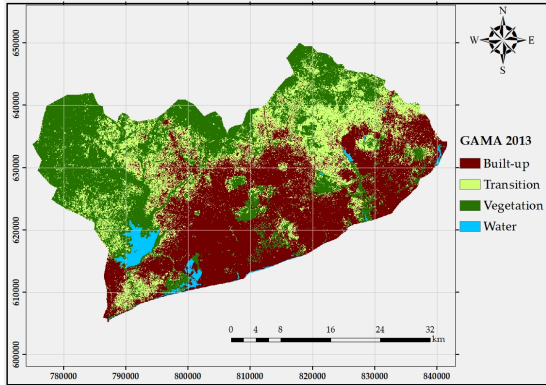 N
W E
S
650000
640000
630000
620000
610000
600000
GAMA 2013
Built-up
Transition
Vegetation
Water
0 4 8 16 24 32
km
780000 790000 800000 810000 820000 830000 840000